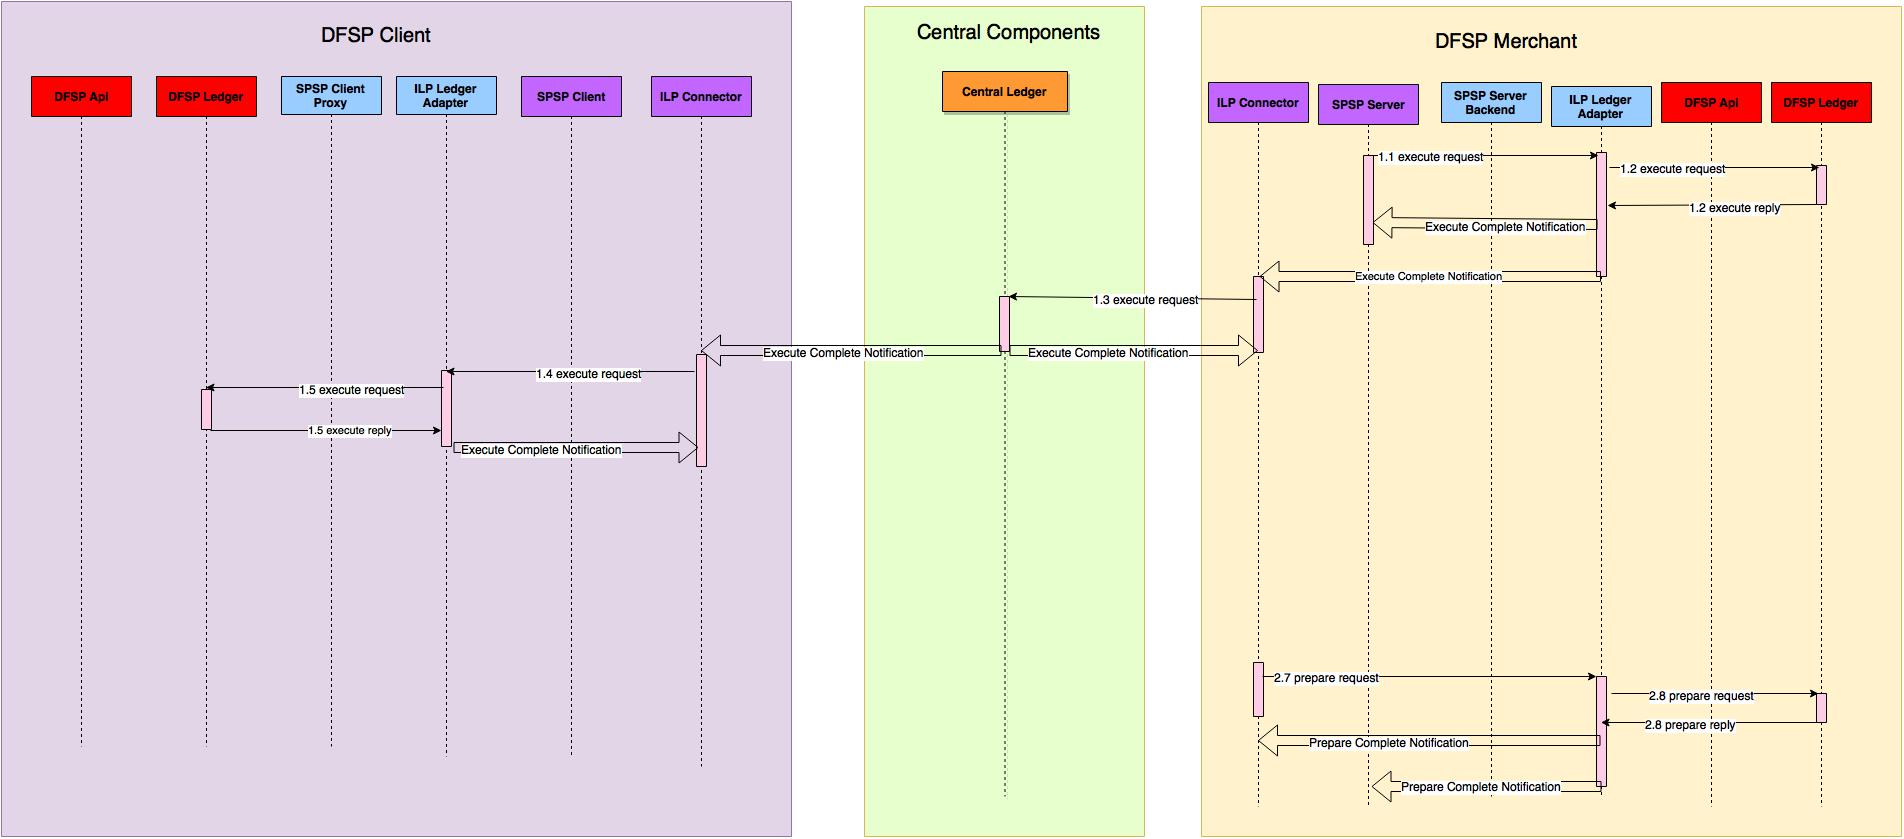 DFSP Client
Central Components
DFSP Merchant
DFSP Api
DFSP Ledger
SPSP Client
Proxy
ILP Ledger
Adapter
SPSP Client
ILP Connector
Central Ledger
ILP Connector
SPSP Server
SPSP Server
Backend
ILP Ledger
Adapter
DFSP Api
DFSP Ledger
1.1 execute request
1.2 execute request
1.2 execute reply
Execute Complete Notification
Execute Complete Notification
1.3 execute request
Execute Complete Notification
Execute Complete Notification
1.4 execute request
1.5 execute request
1.5 execute reply
Execute Complete Notification
2.7 prepare request
2.8 prepare request
2.8 prepare reply
Prepare Complete Notification
Prepare Complete Notification